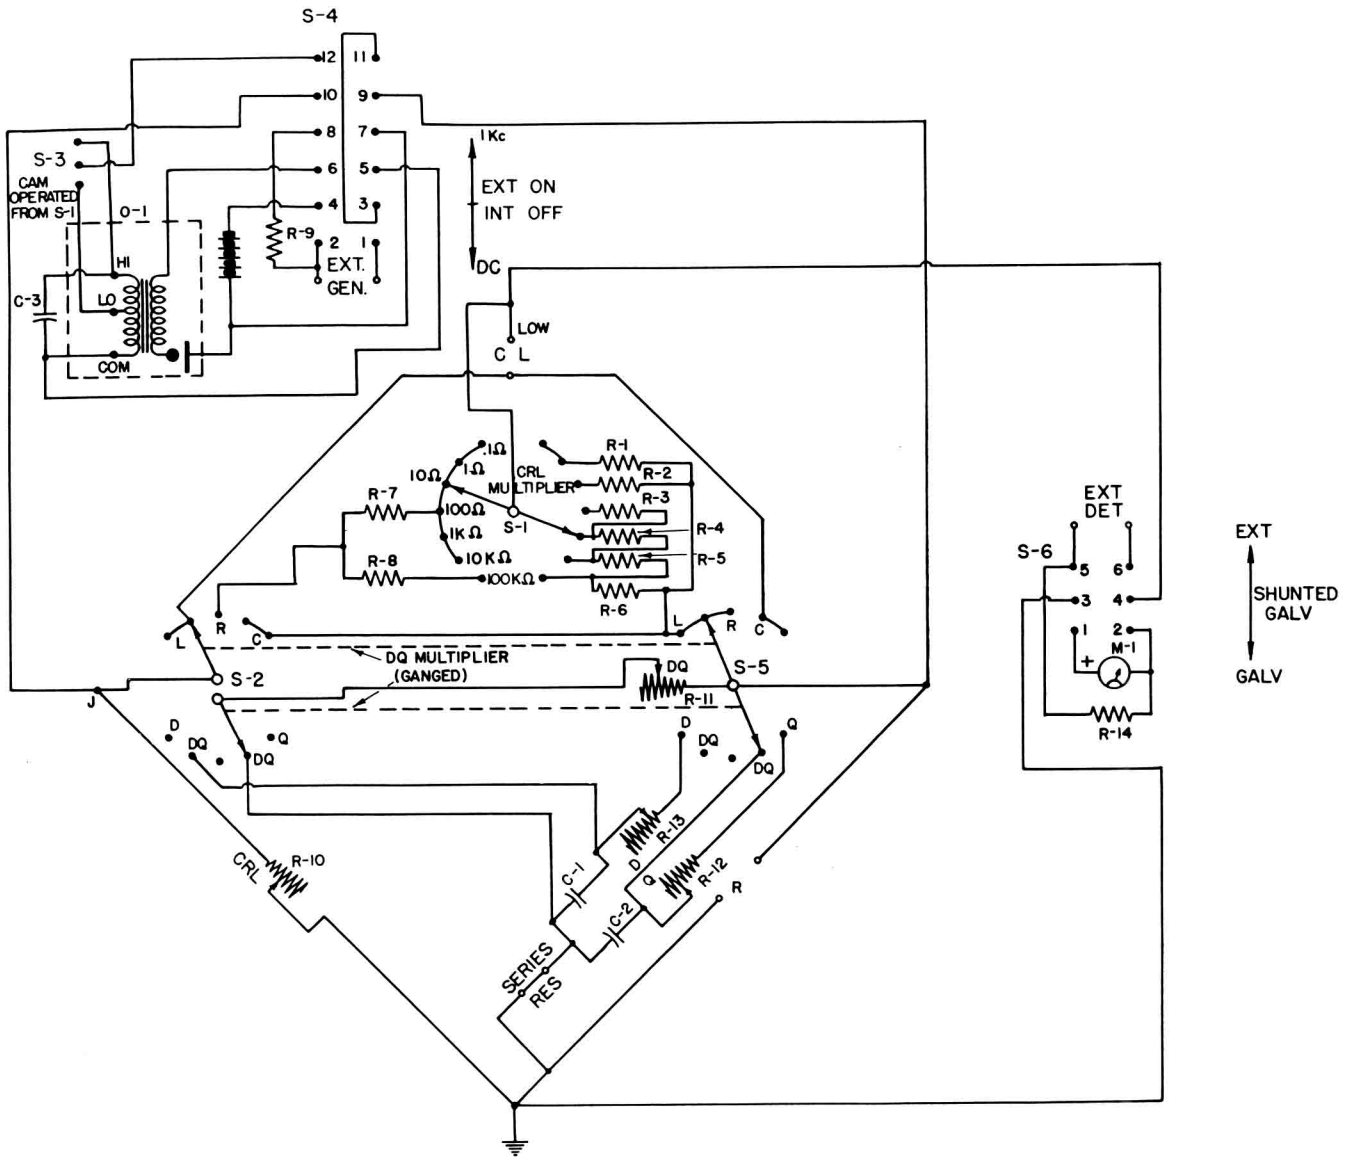 S-4
12 11
10 9
8 7
6 5
4 3
2 1
EXT.
GEN.
1Kc
EXT ON
INT OFF
DC
S-3
CAM
OPERATED
FROM S-1
O-1
HI
LO
COM
C-3
R-9
LOW
C L
.1Ω
1Ω
10Ω
100Ω
1KΩ
10KΩ
100KΩ
CRL
MULTIPLIER
S-1
R-1
R-2
R-3
R-4
R-5
R-6
R-7
R-8
L
R
C
L
R
C
DQ MULTIPLIER
(GANGED)
S-2
S-5
DQ
R-11
J
D
DQ
Q
DQ
D
DQ
Q
DQ
CRL
R-10
C-1
D
R-13
Q
R-12
C-2
R
SERIES
RES
EXT
DET
S-6
5 6
3 4
1 2
+
M-1
R-14
EXT
SHUNTED
GALV
GALV